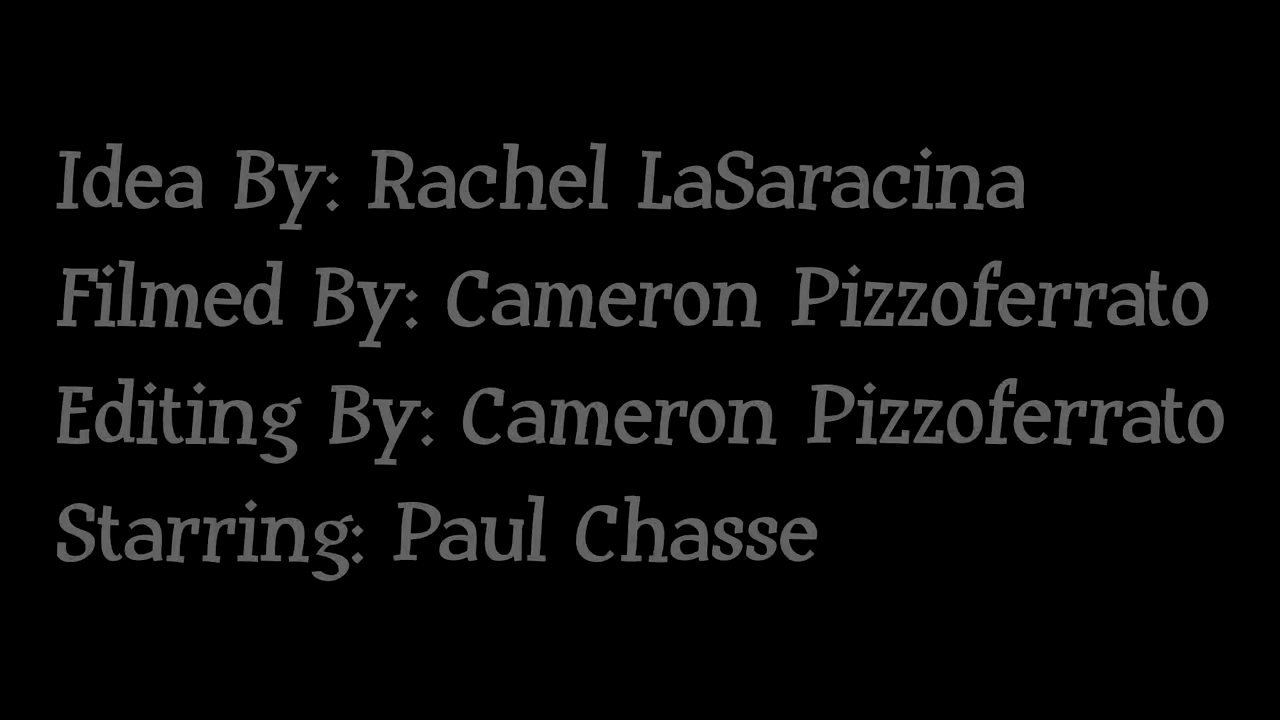 Idea By: Rachel LaSaracina
Filmed By: Cameron Pizzoferrato
Editing By: Cameron Pizzoferrato
Starring: Paul Chasse